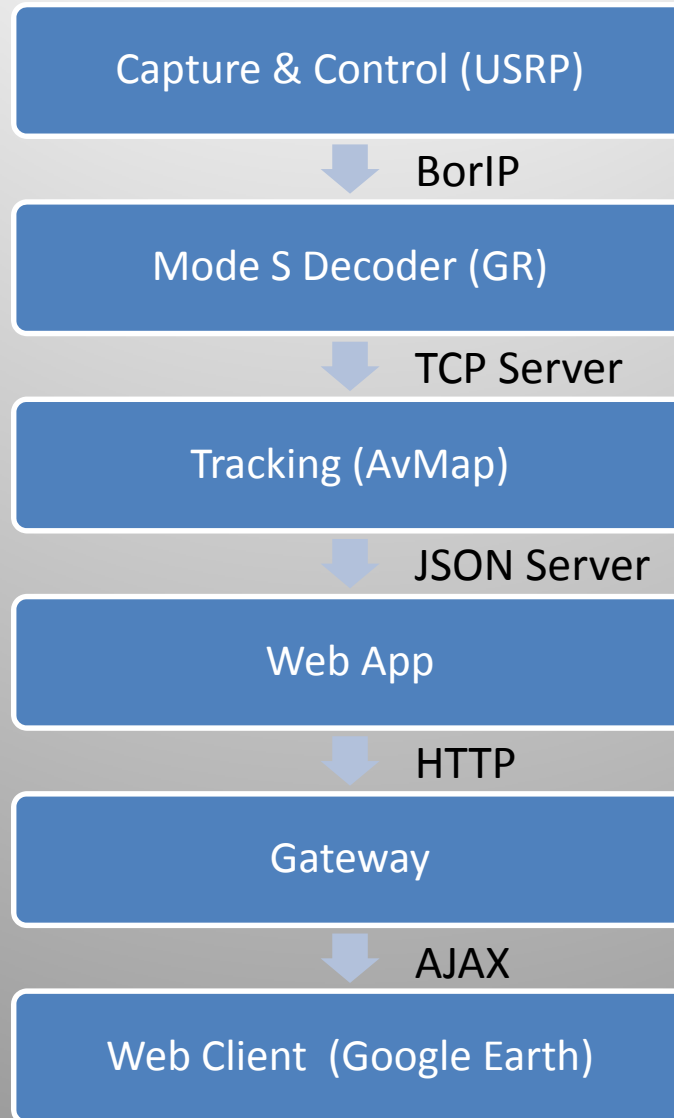 Capture & Control (USRP)
BorIP
Mode S Decoder (GR)
TCP Server
Tracking (AvMap)
JSON Server
Web App
HTTP
Gateway
AJAX
Web Client  (Google Earth)